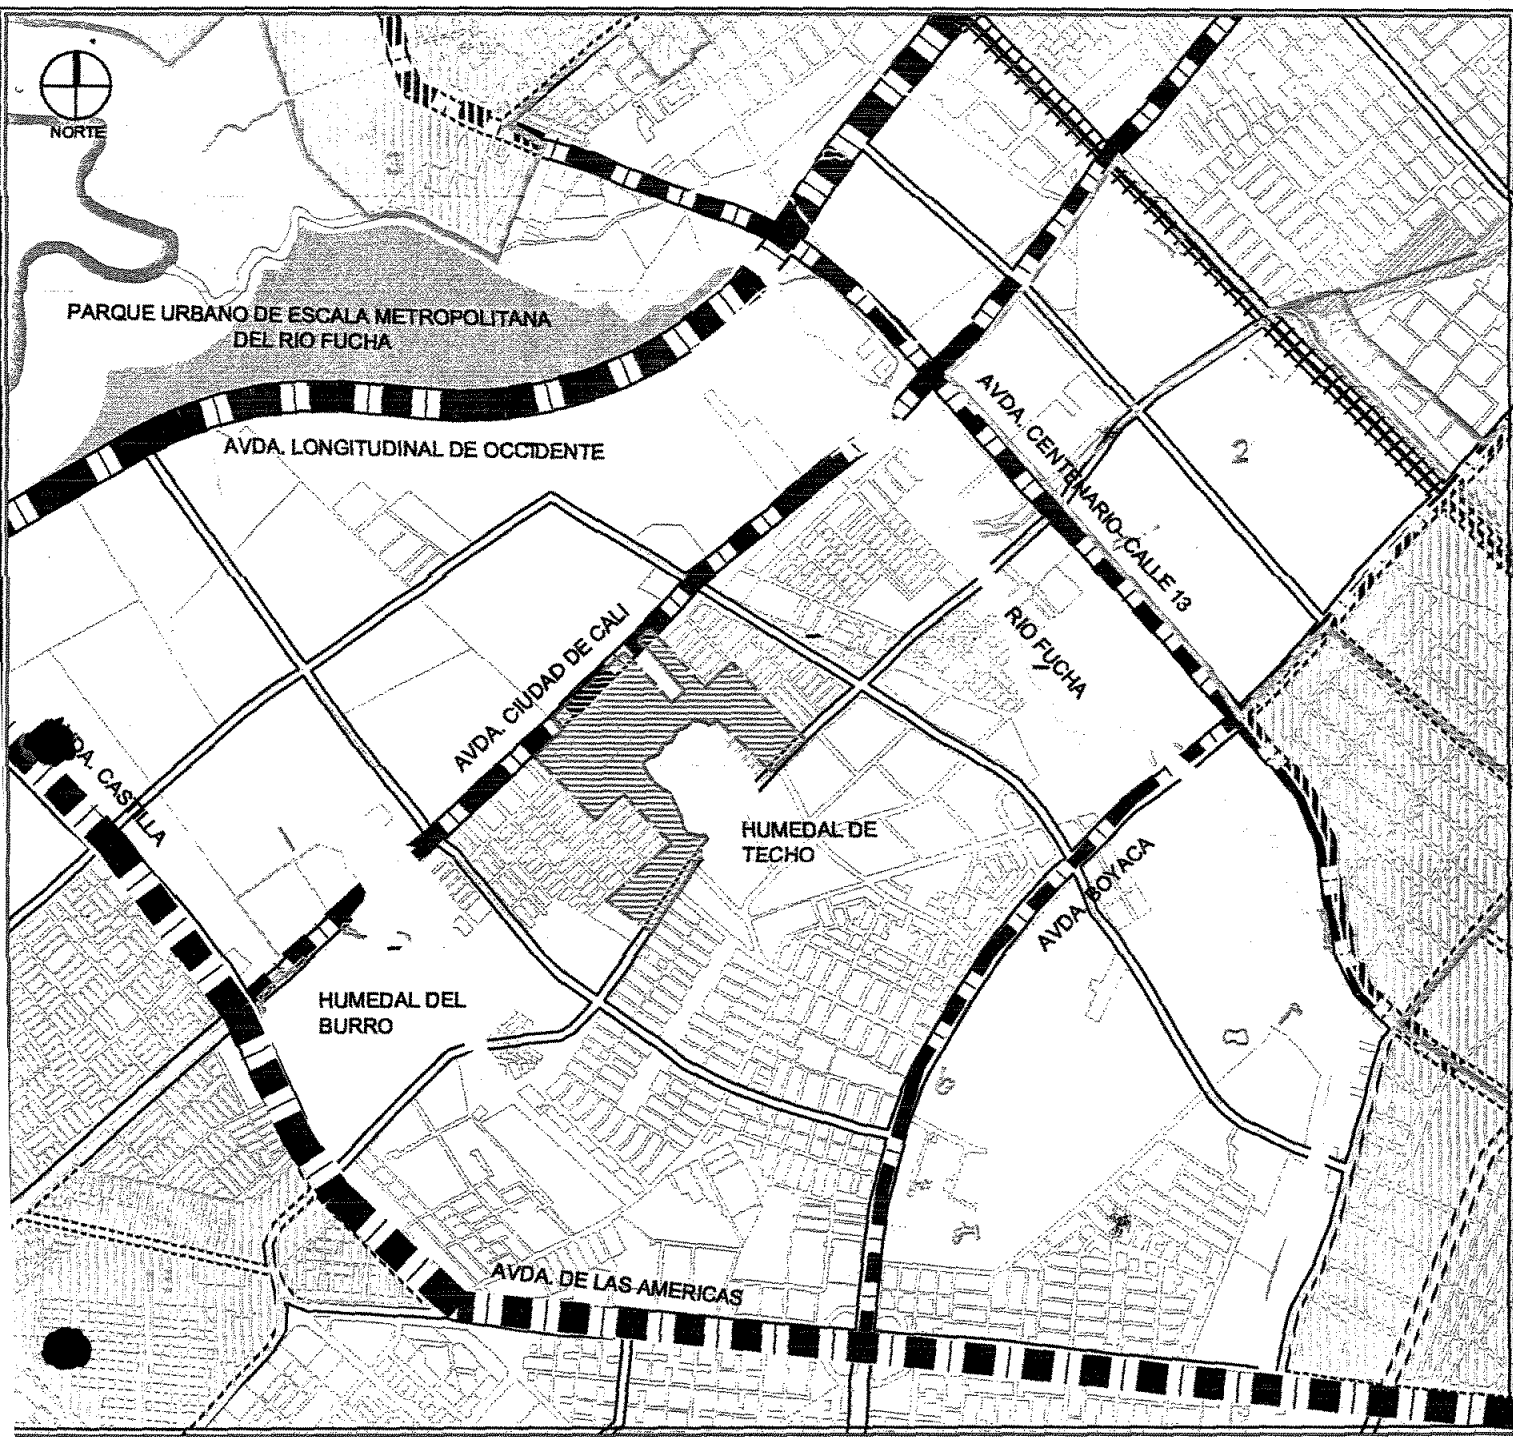 NORTE
PARQUE URBANO DE ESCALA METROPOLITANA
DEL RIO FUCHA
AVDA. LONGITUDINAL DE OCCIDENTE
AVDA. CENTENARIO-CALLE 13
2
RIO FUCHA
AVDA. CIUDAD DE CALI
CASTILLA
HUMEDAL DE
TECHO
AVDA. BOYACA
HUMEDAL DEL
BURRO
AVDA. DE LAS AMERICAS